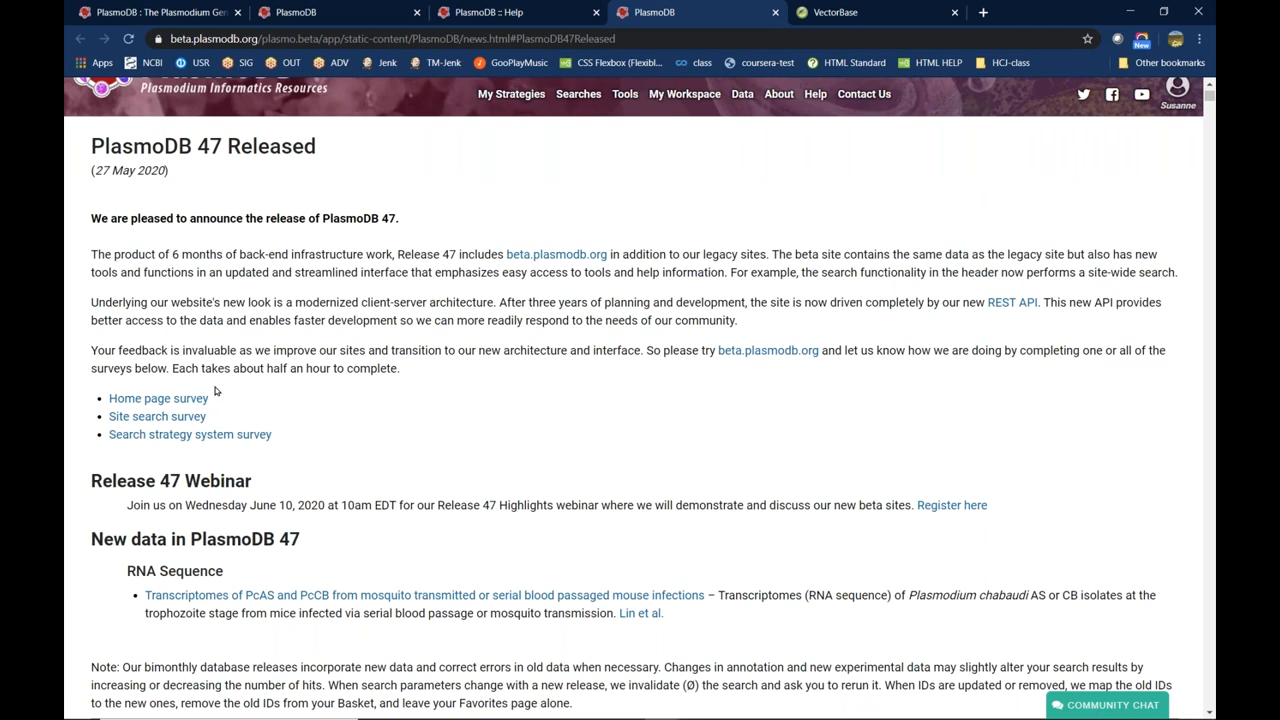 PlasmoDB : The Plasmodium Gen
PlasmoDB
PlasmoDB :: Help
PlasmoDB
VectorBase
beta.plasmodb.org/plasmo.beta/app/static-content/PlasmoDB/news.html#PlasmoDB47Released
New
Apps NCBI USR SIG OUT ADV Jenk TM-Jenk GooPlayMusic CSS Flexbox (Flexibl... class coursera-test HTML Standard HTML HELP HCJ-class Other bookmarks
Plasmodium Informatics Resources
My Strategies Searches Tools My Workspace Data About Help Contact Us
Susanne
PlasmoDB 47 Released
(27 May 2020)
We are pleased to announce the release of PlasmoDB 47.
The product of 6 months of back-end infrastructure work, Release 47 includes beta.plasmodb.org in addition to our legacy sites. The beta site contains the same data as the legacy site but also has new
tools and functions in an updated and streamlined interface that emphasizes easy access to tools and help information. For example, the search functionality in the header now performs a site-wide search.
Underlying our website's new look is a modernized client-server architecture. After three years of planning and development, the site is now driven completely by our new REST API. This new API provides
better access to the data and enables faster development so we can more readily respond to the needs of our community.
Your feedback is invaluable as we improve our sites and transition to our new architecture and interface. So please try beta.plasmodb.org and let us know how we are doing by completing one or all of the
surveys below. Each takes about half an hour to complete.
• Home page survey
• Site search survey
• Search strategy system survey
Release 47 Webinar
Join us on Wednesday June 10, 2020 at 10am EDT for our Release 47 Highlights webinar where we will demonstrate and discuss our new beta sites. Register here
New data in PlasmoDB 47
RNA Sequence
• Transcriptomes of PcAS and PcCB from mosquito transmitted or serial blood passaged mouse infections – Transcriptomes (RNA sequence) of Plasmodium chabaudi AS or CB isolates at the
trophozoite stage from mice infected via serial blood passage or mosquito transmission. Lin et al.
Note: Our bimonthly database releases incorporate new data and correct errors in old data when necessary. Changes in annotation and new experimental data may slightly alter your search results by
increasing or decreasing the number of hits. When search parameters change with a new release, we invalidate (Ø) the search and ask you to rerun it. When IDs are updated or removed, we map the old IDs
to the new ones, remove the old IDs from your Basket, and leave your Favorites page alone.
COMMUNITY CHAT